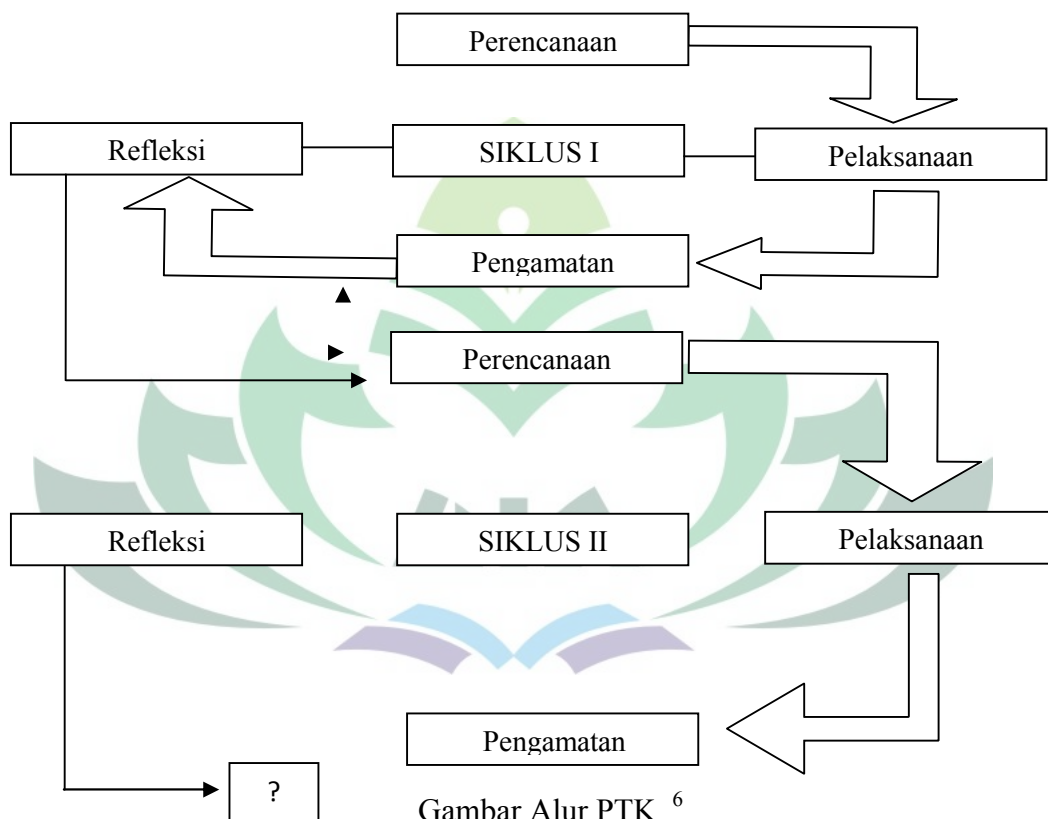 Perencanaan
Refleksi
SIKLUS I
Pelaksanaan
Pengamatan
Perencanaan
Refleksi
SIKLUS II
Pelaksanaan
Pengamatan
?
Gambar Alur PTK 6